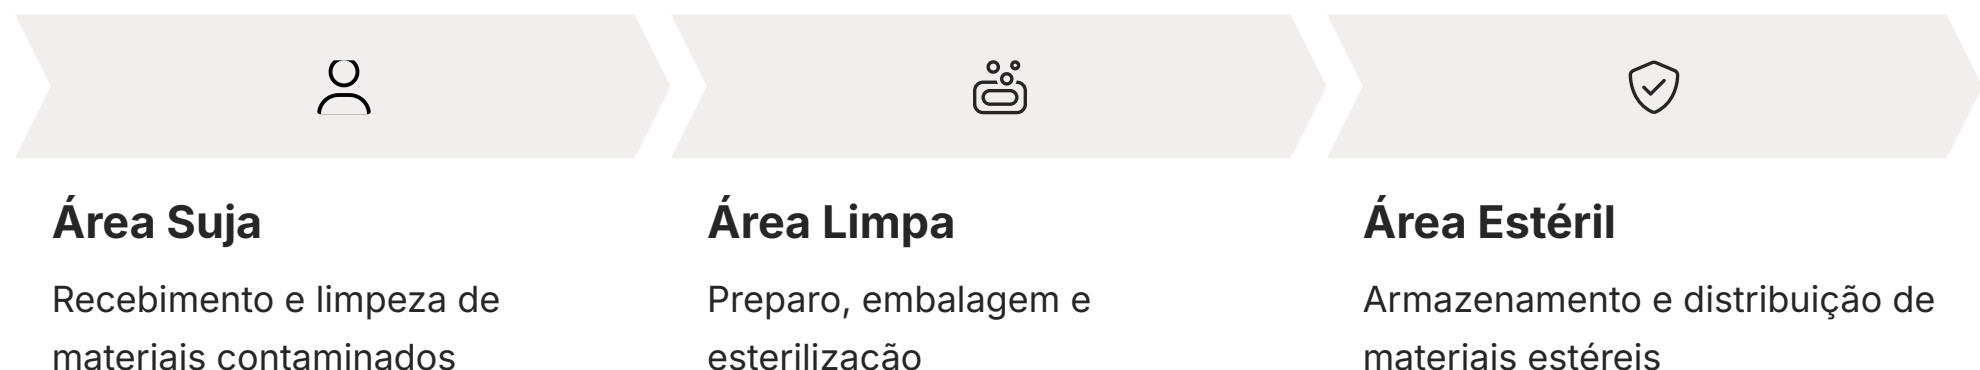 Área Suja
Recebimento e limpeza de
materiais contaminados
Área Limpa
Preparo, embalagem e
esterilização
Área Estéril
Armazenamento e distribuição de
materiais estéreis